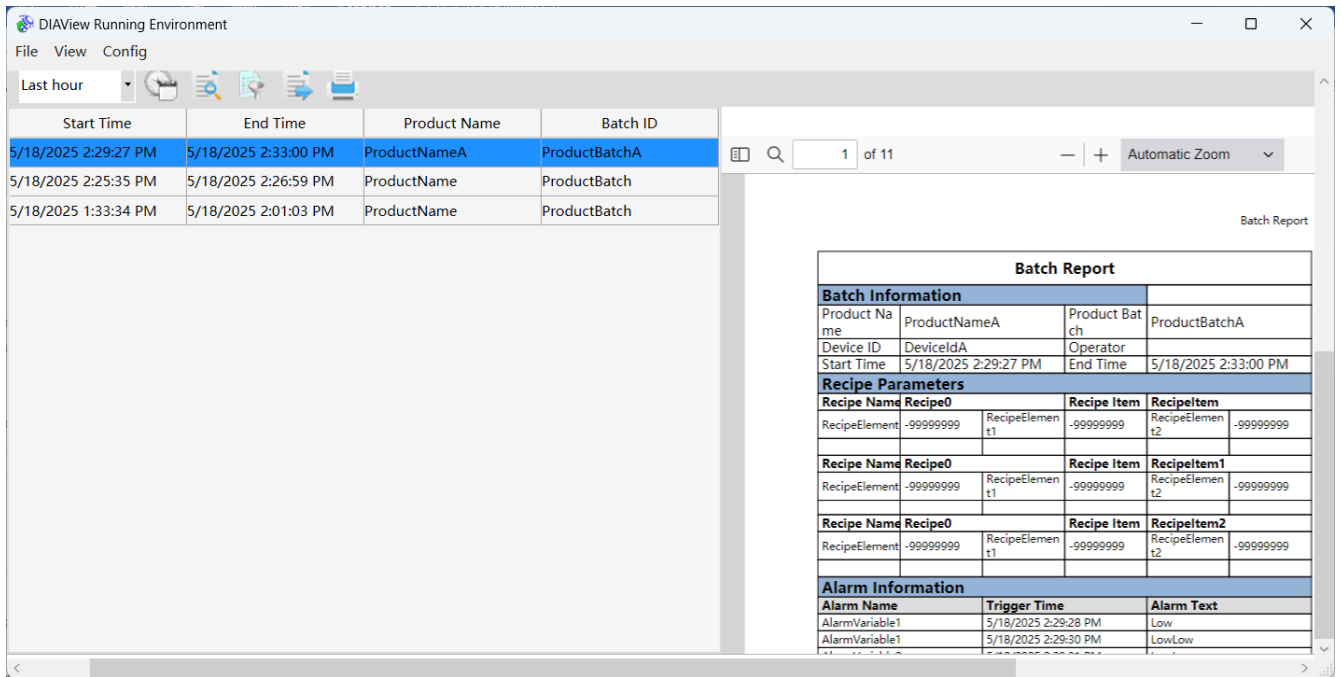 DIAView Running Environment
File View Config
Last hour
Start Time End Time Product Name Batch ID
5/18/2025 2:29:27 PM 5/18/2025 2:33:00 PM ProductNameA ProductBatchA
5/18/2025 2:25:35 PM 5/18/2025 2:26:59 PM ProductName ProductBatch
5/18/2025 1:33:34 PM 5/18/2025 2:01:03 PM ProductName ProductBatch
1 of 11 Automatic Zoom
Batch Report
Batch Report
Batch Information
Product Na
me
ProductNameA
Product Bat
ch
ProductBatchA
Device ID DeviceIdA Operator
Start Time 5/18/2025 2:29:27 PM End Time 5/18/2025 2:33:00 PM
Recipe Parameters
Recipe Name Recipe0 Recipe Item RecipeItem
RecipeElement -99999999
RecipeElemen
t1
-99999999
RecipeElemen
t2
-99999999
Recipe Name Recipe0 Recipe Item RecipeItem1
RecipeElement -99999999
RecipeElemen
t1
-99999999
RecipeElemen
t2
-99999999
Recipe Name Recipe0 Recipe Item RecipeItem2
RecipeElement -99999999
RecipeElemen
t1
-99999999
RecipeElemen
t2
-99999999
Alarm Information
Alarm Name Trigger Time Alarm Text
AlarmVariable1 5/18/2025 2:29:28 PM Low
AlarmVariable1 5/18/2025 2:29:30 PM LowLow